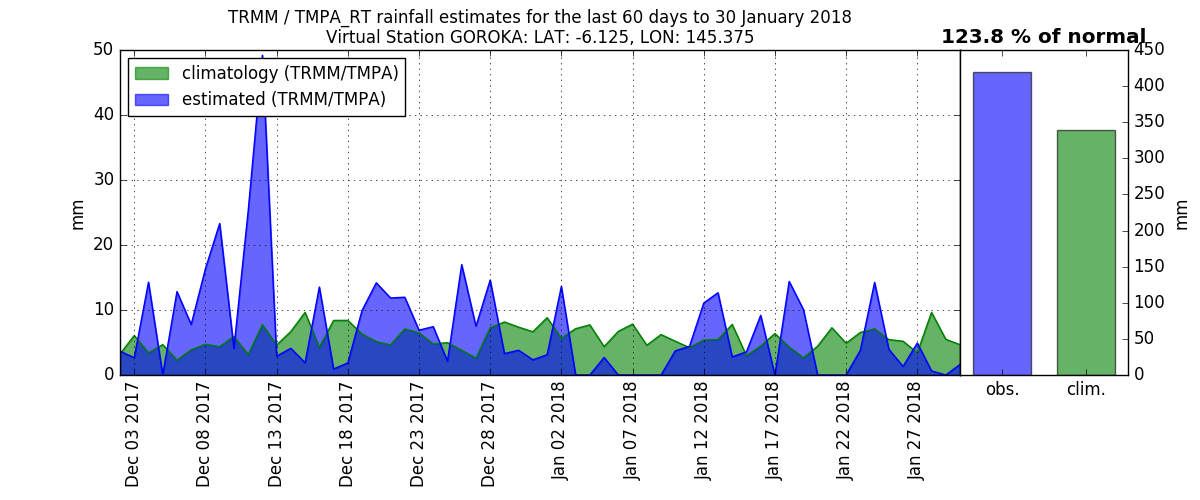 TRMM / TMPA_RT rainfall estimates for the last 60 days to 30 January 2018
Virtual Station GOROKA: LAT: -6.125, LON: 145.375
123.8 % of normal
climatology (TRMM/TMPA)
estimated (TRMM/TMPA)
mm
50
40
30
20
10
0
Dec 03 2017
Dec 08 2017
Dec 13 2017
Dec 18 2017
Dec 23 2017
Dec 28 2017
Jan 02 2018
Jan 07 2018
Jan 12 2018
Jan 17 2018
Jan 22 2018
Jan 27 2018
obs.
clim.
450
400
350
300
250
200
150
100
50
0
mm